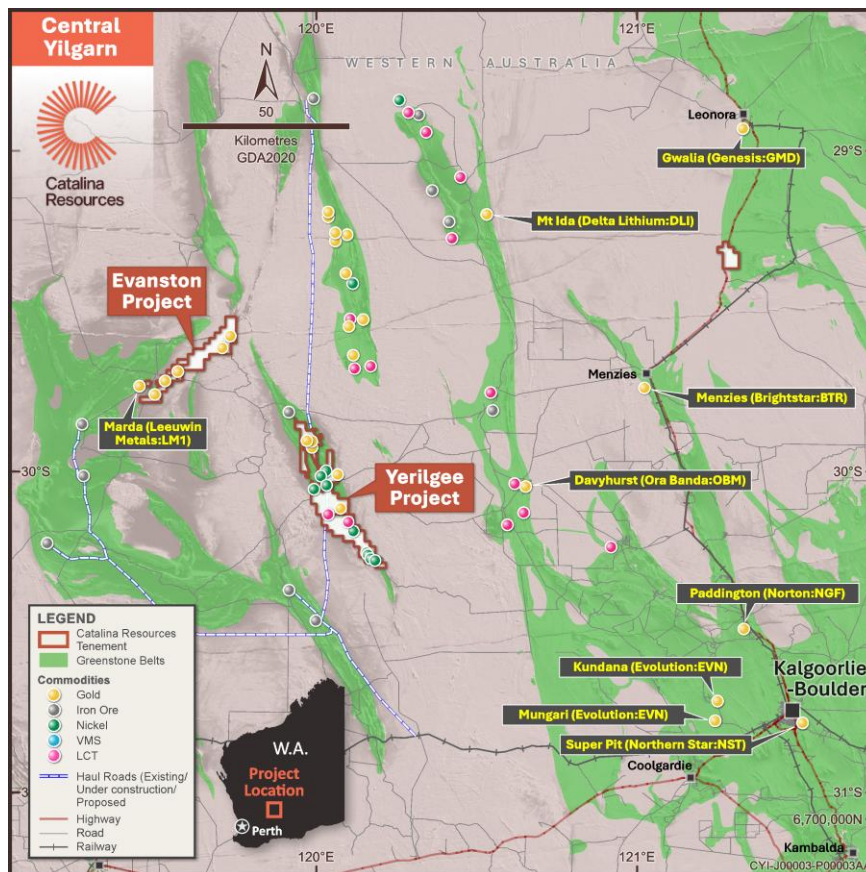 Central
Yilgarn
Catalina
Resources
N
50
Kilometres
GDA2020
120°E
121°E
WESTERN AUSTRALIA
Leonora
29°S
Gwalia (Genesis:GMD)
Mt Ida (Delta Lithium:DLI)
Evanston
Project
Menzies
Menzies (Brightstar:BTR)
Marda (Leeuwin
Metals:LM1)
30°S
30°S
Yerilgee
Project
Davyhurst (Ora Banda:OBM)
Paddington (Norton:NGF)
Kundana (Evolution:EVN)
Kalgoorlie
-Boulder
Mungari (Evolution:EVN)
Super Pit (Northern Star:NST)
Coolgardie
31°S
6,700,000N
Kambalda
120°E
121°E
CYI-J00003-P00003AA
LEGEND
Catalina Resources
Tenement
Greenstone Belts
Commodities
Gold
Iron Ore
Nickel
VMS
LCT
Haul Roads (Existing/
Under construction/
Proposed
Highway
Road
Railway
W.A.
Project
Location
Perth